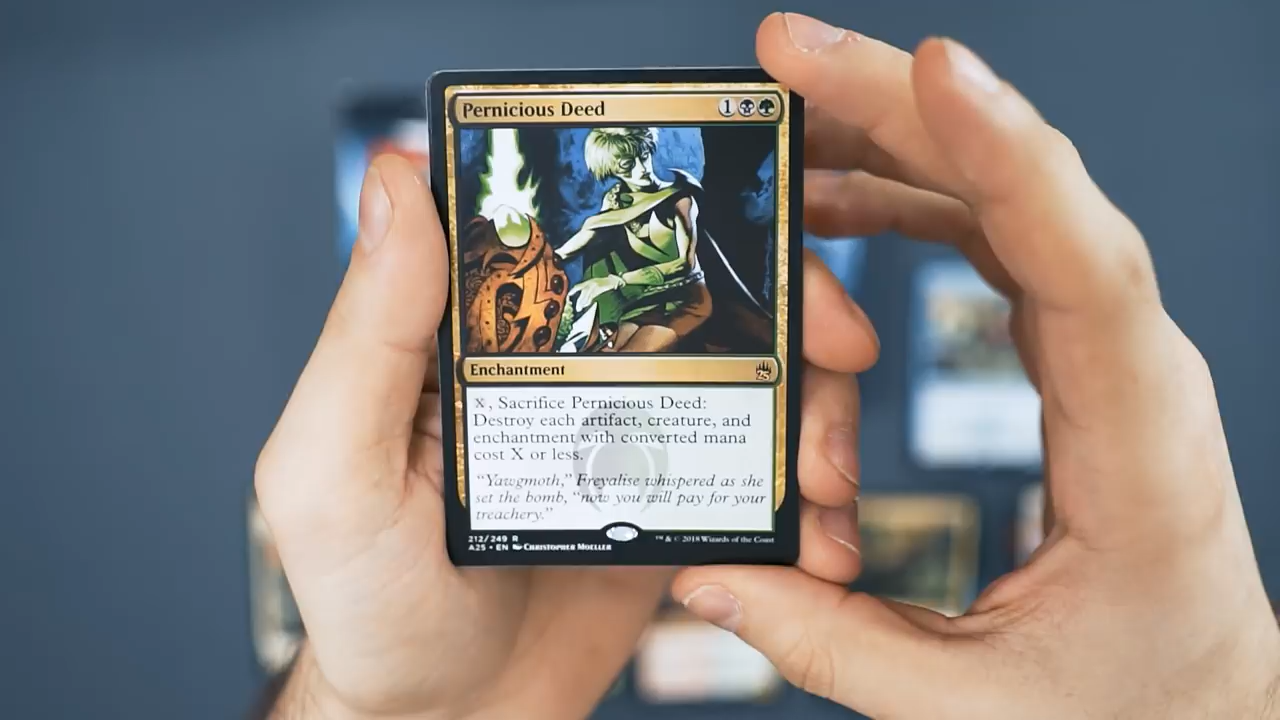 Pernicious Deed 1
Enchantment 25
X, Sacrifice Pernicious Deed:
Destroy each artifact, creature, and
enchantment with converted mana
cost X or less.
"Yawgmoth," Freyalise whispered as she
set the bomb, "now you will pay for your
treachery."
212/249 R
A25 • EN Christopher Moeller
™ & © 2018 Wizards of the Coast